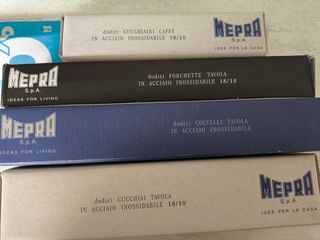 dodici CUCCHIAINI CAFFÈ
IN ACCIAIO INOSSIDABILE 18/10
MEPRA
S.p.A.
IDEE PER LA CASA
MEPRA
S.p.A.
IDEAS FOR LIVING
dodici FORCHETTE TAVOLA
IN ACCIAIO INOSSIDABILE 18/10
MEPRA
S.p.A.
IDEAS FOR LIVING
dodici COLTELLI TAVOLA
IN ACCIAIO INOSSIDABILE
dodici CUCCHIAI TAVOLA
IN ACCIAIO INOSSIDABILE 18/10
MEPRA
S.p.A.
IDEE PER LA CASA